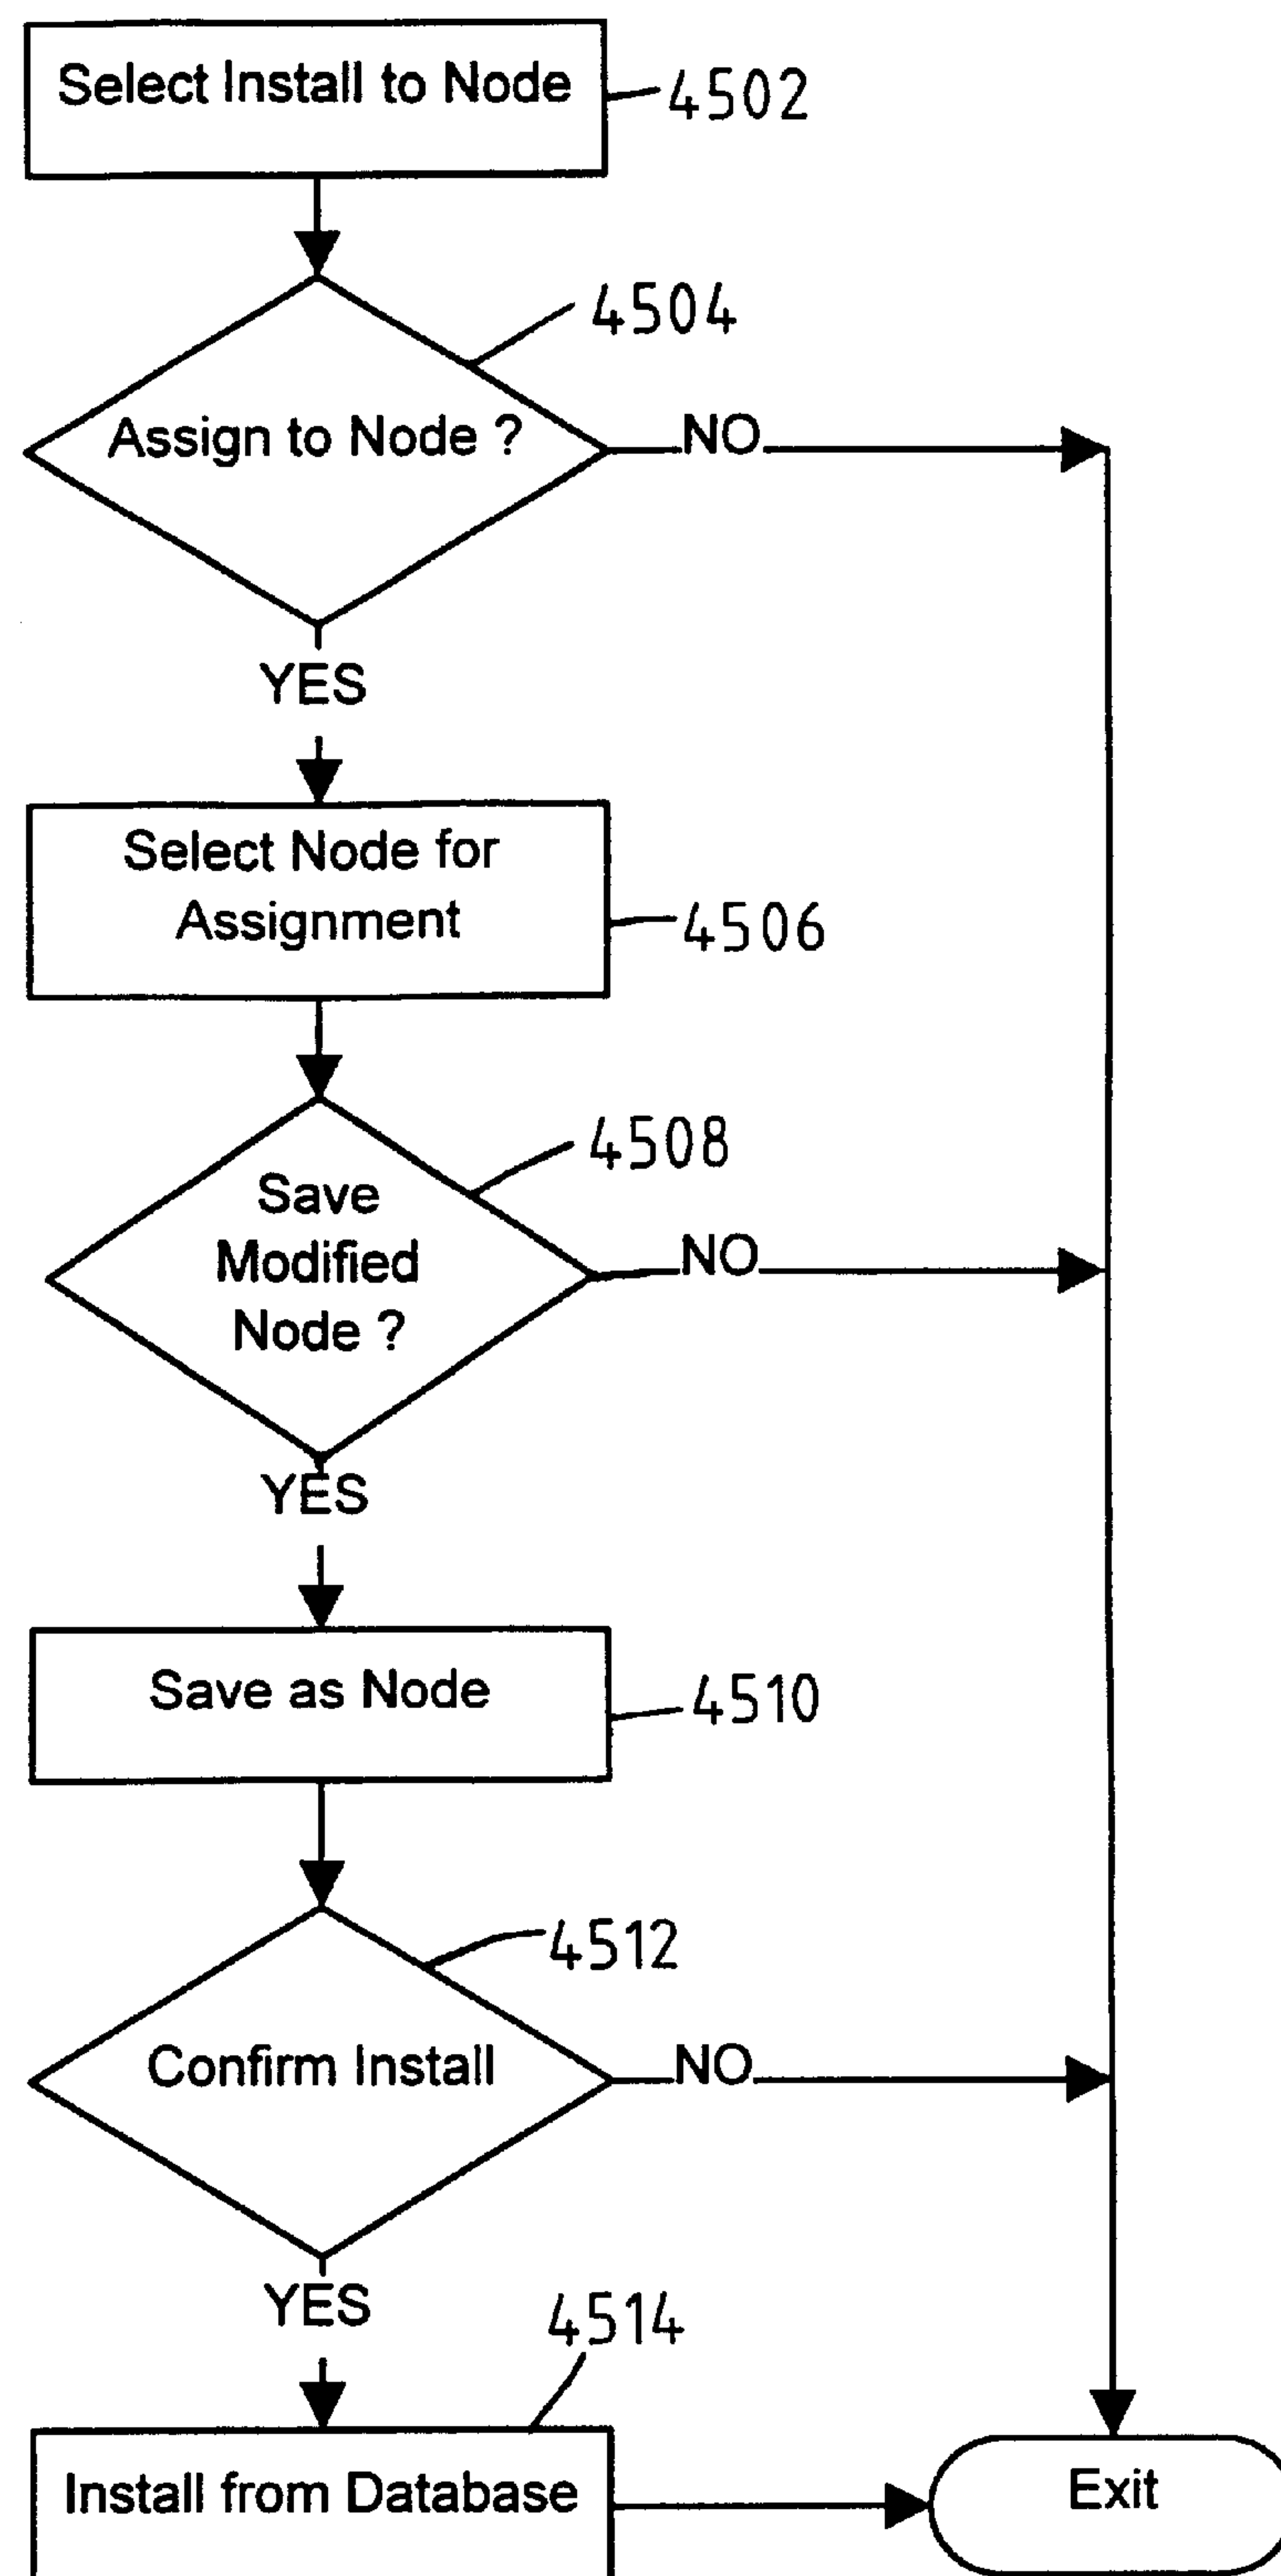 Select Install to Node
4502
4504
Assign to Node ?
NO
YES
Select Node for
Assignment
4506
4508
Save
Modified
Node ?
NO
YES
Save as Node
4510
4512
Confirm Install
NO
YES
4514
Install from Database
Exit